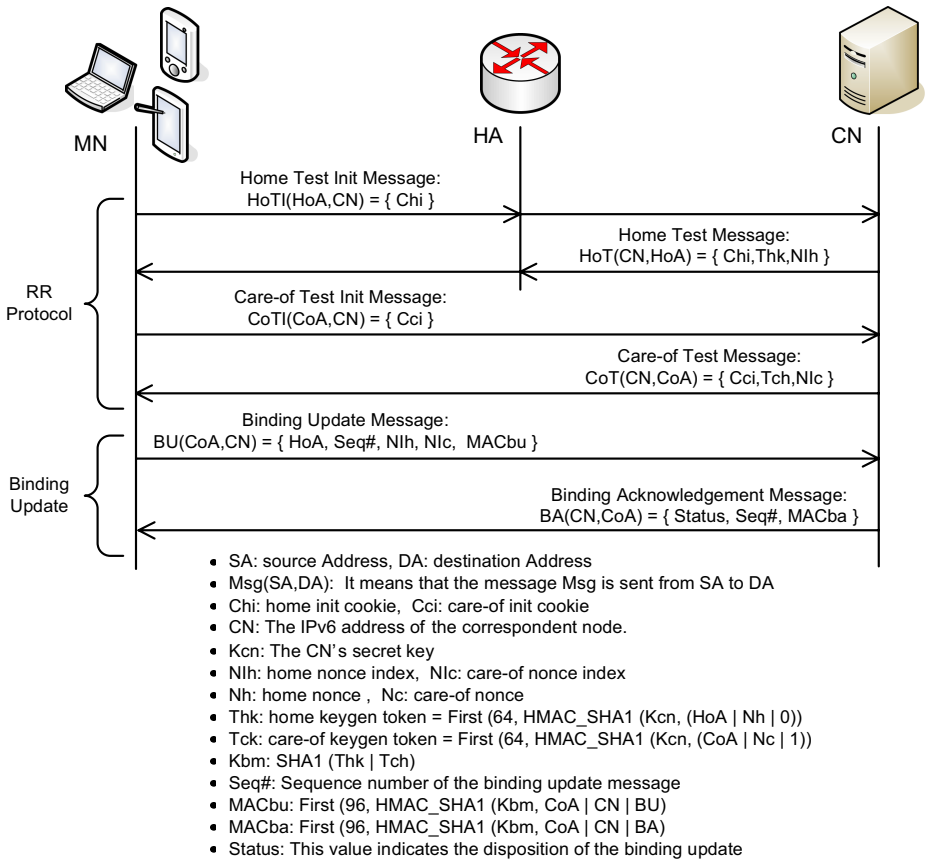 MN
HA
CN
Home Test Init Message:
HoTI(HoA,CN) = { Chi }
Home Test Message:
HoT(CN,HoA) = { Chi,Thk,NIh }
RR
Protocol
Care-of Test Init Message:
CoTI(CoA,CN) = { Cci }
Care-of Test Message:
CoT(CN,CoA) = { Cci,Tch,NIc }
Binding Update Message:
BU(CoA,CN) = { HoA, Seq#, NIh, NIc,  MACbu }
Binding
Update
Binding Acknowledgement Message:
BA(CN,CoA) = { Status, Seq#, MACba }
• SA: source Address, DA: destination Address
• Msg(SA,DA):  It means that the message Msg is sent from SA to DA
• Chi: home init cookie,  Cci: care-of init cookie
• CN: The IPv6 address of the correspondent node.
• Kcn: The CN’s secret key
• NIh: home nonce index,  NIc: care-of nonce index
• Nh: home nonce ,  Nc: care-of nonce
• Thk: home keygen token = First (64, HMAC_SHA1 (Kcn, (HoA | Nh | 0))
• Tck: care-of keygen token = First (64, HMAC_SHA1 (Kcn, (CoA | Nc | 1))
• Kbm: SHA1 (Thk | Tch)
• Seq#: Sequence number of the binding update message
• MACbu: First (96, HMAC_SHA1 (Kbm, CoA | CN | BU)
• MACba: First (96, HMAC_SHA1 (Kbm, CoA | CN | BA)
• Status: This value indicates the disposition of the binding update